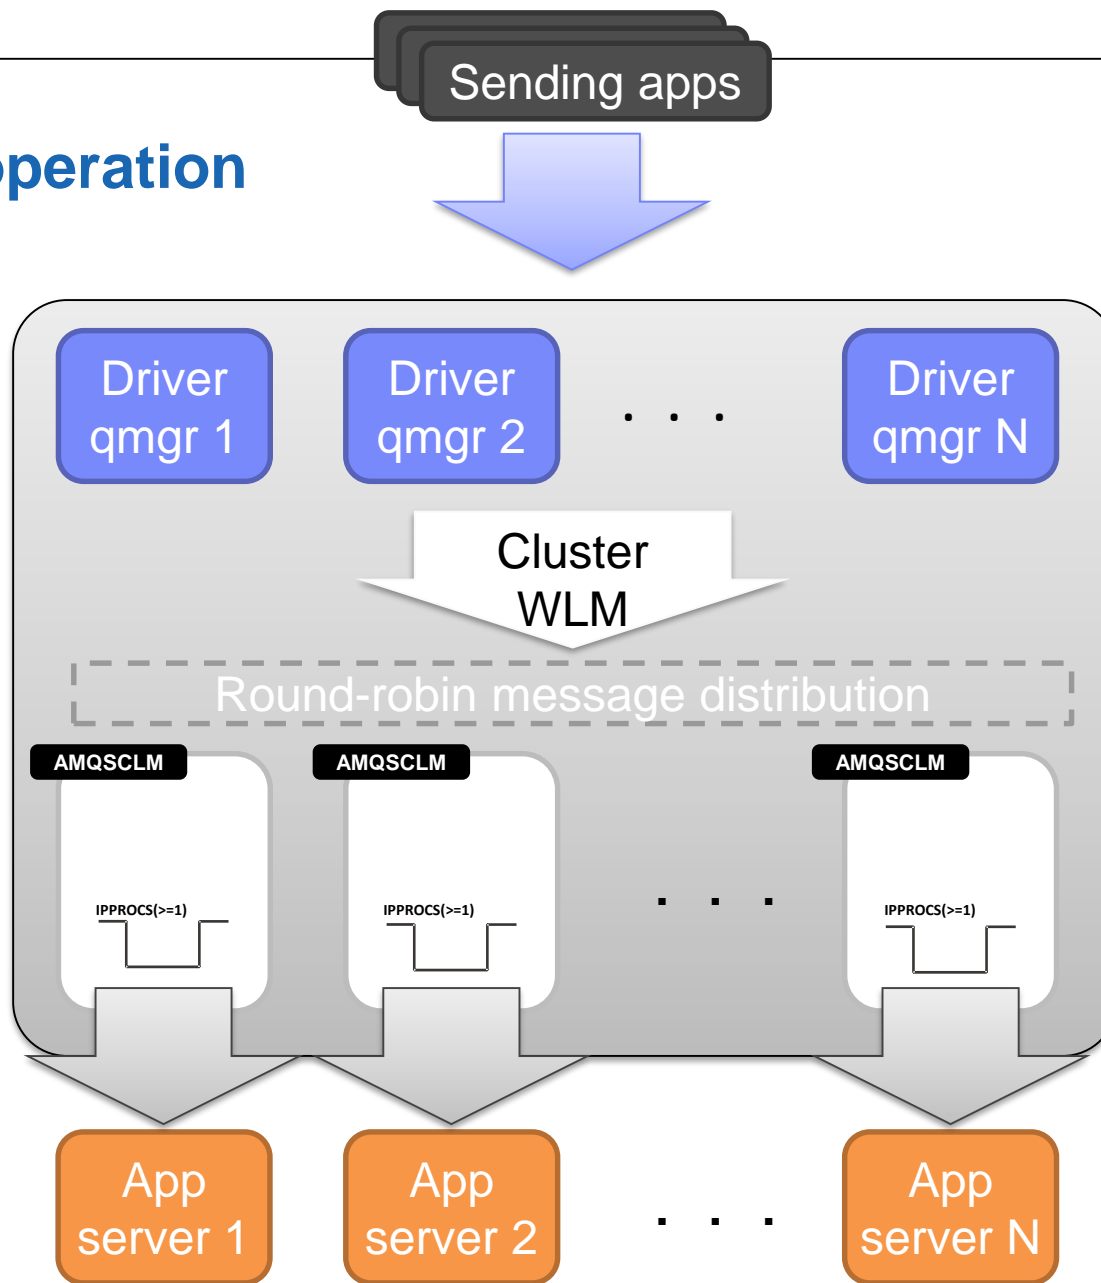 Sending apps
operation
Driver
qmgr 1
Driver
qmgr 2
. . .
Driver
qmgr N
Cluster
WLM
Round-robin message distribution
AMQSCLM
AMQSCLM
AMQSCLM
IPPROCS(>=1)
IPPROCS(>=1)
. . .
IPPROCS(>=1)
App
server 1
App
server 2
. . .
App
server N